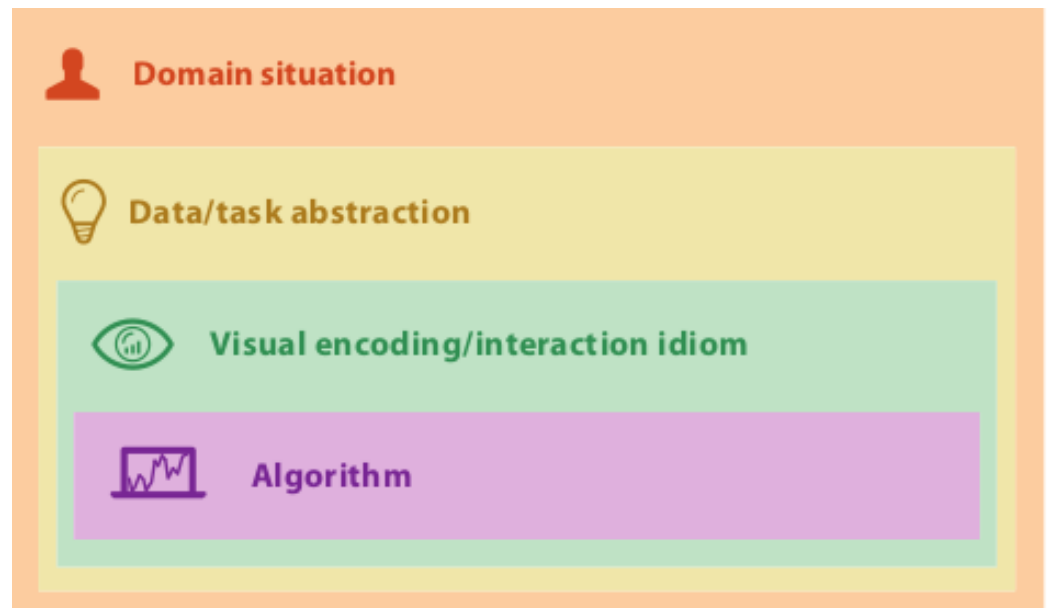 Domain situation
Data/task abstraction
Visual encoding/interaction idiom
Algorithm